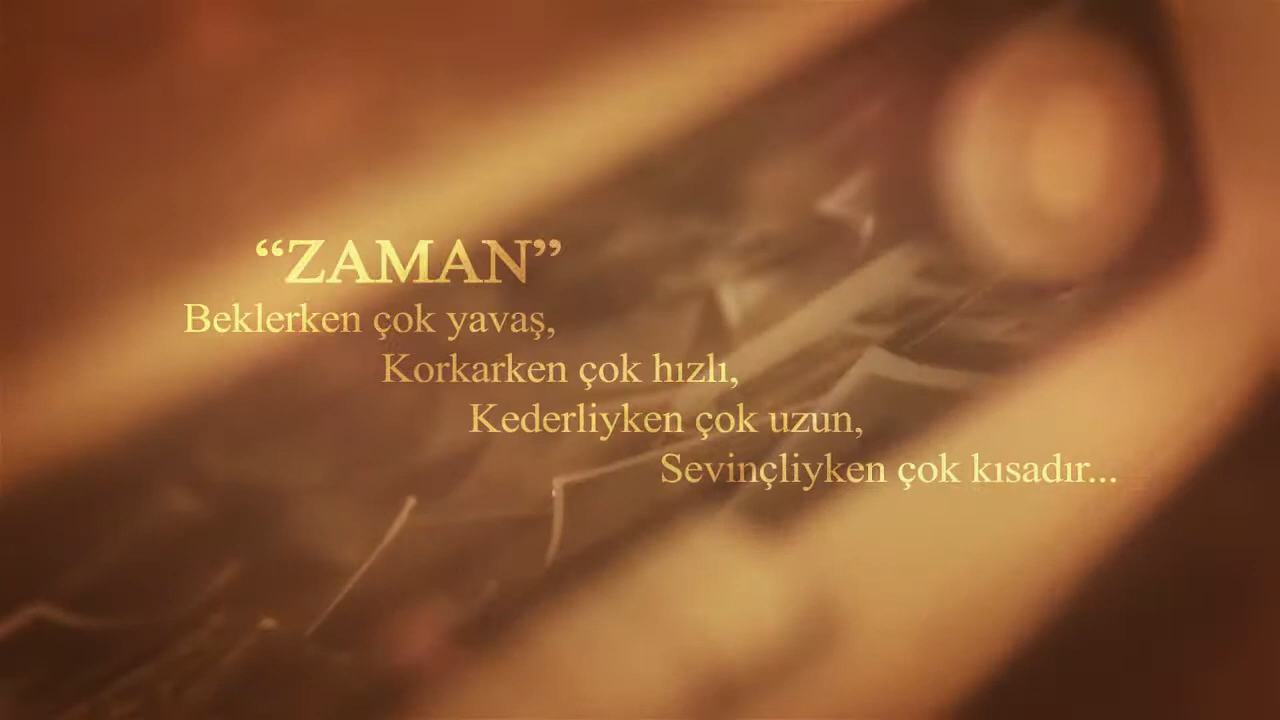 “ZAMAN”
Beklerken çok yavaş,
Korkarken çok hızlı,
Kederliyken çok uzun,
Sevinçliyken çok kısadır...